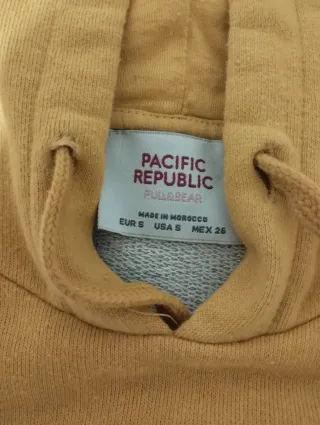 PACIFIC
REPUBLIC
PULL&BEAR
MADE IN MOROCCO
EUR S USA S MEX 26